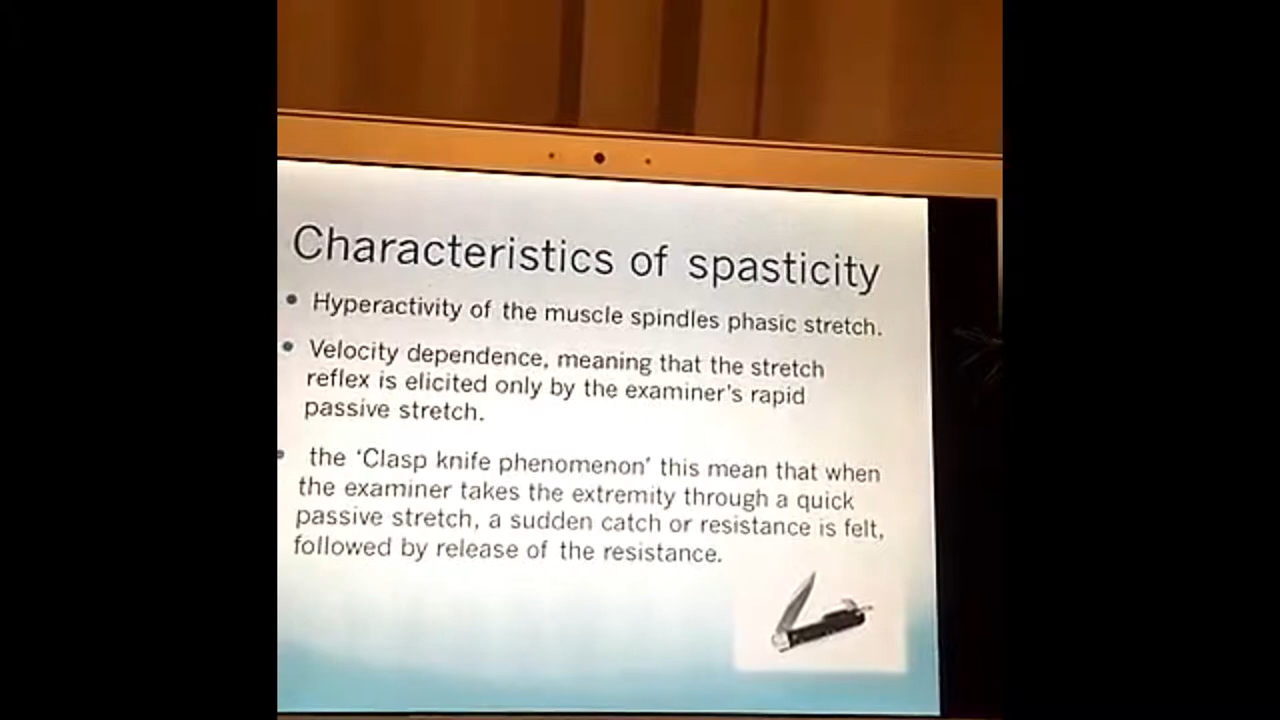 Characteristics of spasticity
• Hyperactivity of the muscle spindles phasic stretch.
• Velocity dependence, meaning that the stretch
reflex is elicited only by the examiner's rapid
passive stretch.
• the ‘Clasp knife phenomenon’ this mean that when
the examiner takes the extremity through a quick
passive stretch, a sudden catch or resistance is felt,
followed by release of the resistance.